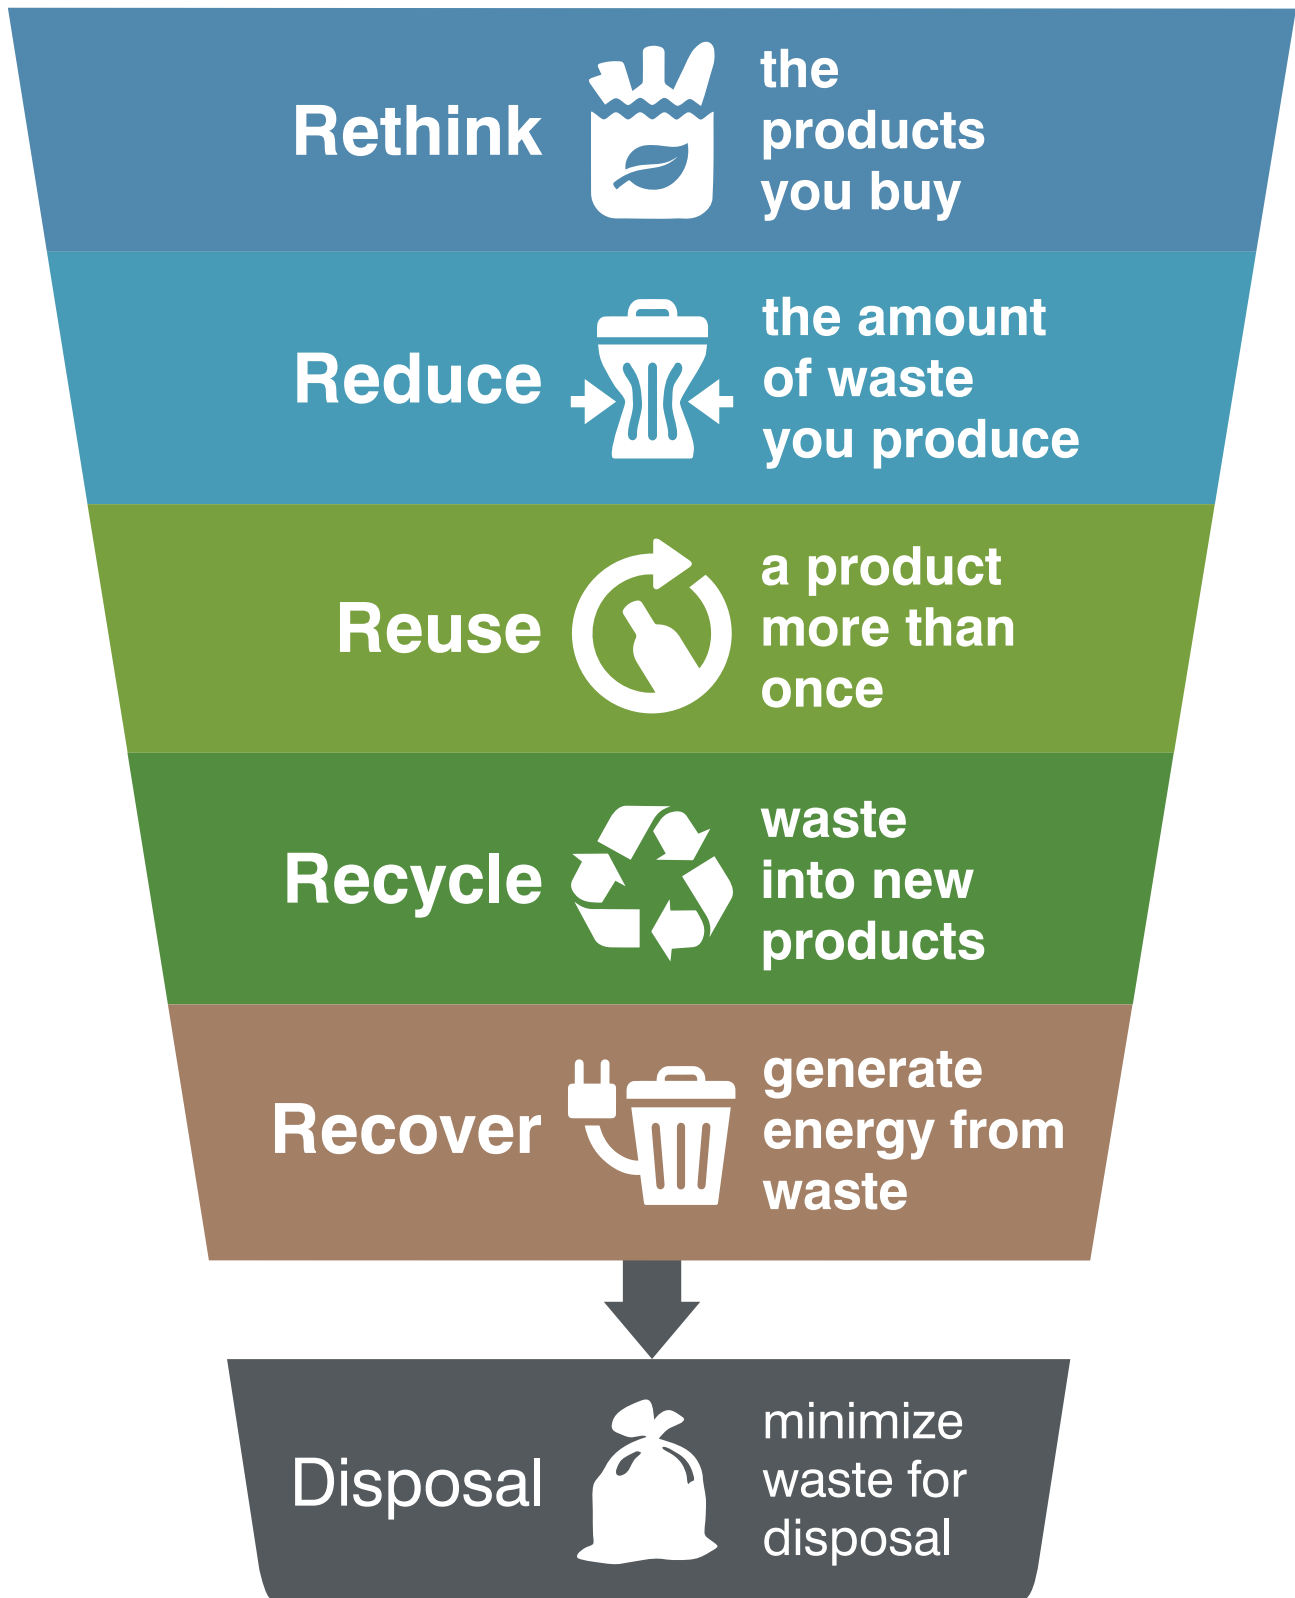 Rethink
the
products
you buy
Reduce
the amount
of waste
you produce
Reuse
a product
more than
once
Recycle
waste
into new
products
Recover
generate
energy from
waste
Disposal
minimize
waste for
disposal